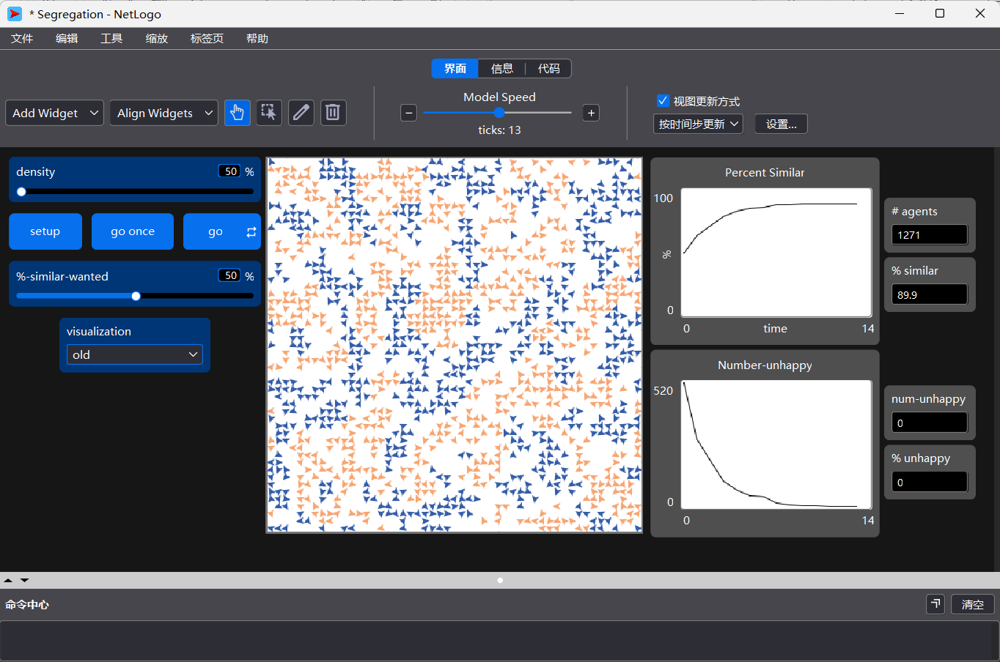 * Segregation - NetLogo
文件 编辑 工具 缩放 标签页 帮助
界面 信息 代码
Add Widget
Align Widgets
Model Speed
ticks: 13
视图更新方式
按时间步更新
设置...
density 50 %
setup
go once
go
%-similar-wanted 50 %
visualization
old
Percent Similar
100
%
0
0 time 14
# agents
1271
% similar
89.9
Number-unhappy
520
0
0 14
num-unhappy
0
% unhappy
0
命令中心
清空